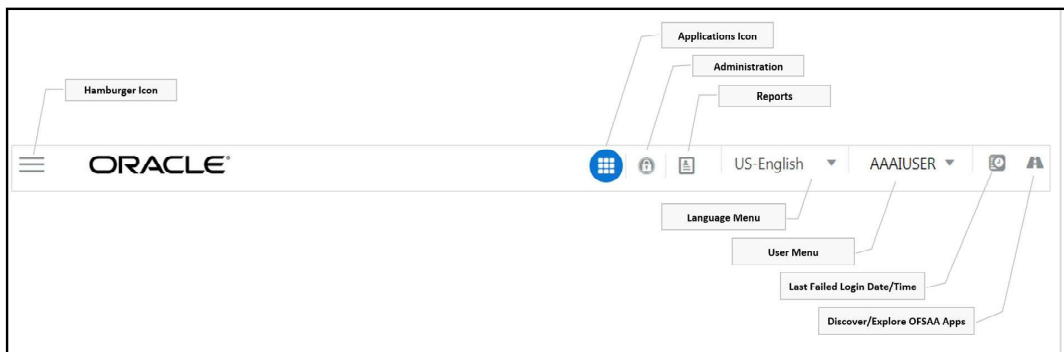 Applications Icon
Administration
Hamburger Icon
Reports
ORACLE
US-English
AAAIUSER
Language Menu
User Menu
Last Failed Login Date/Time
Discover/Explore OFSAA Apps